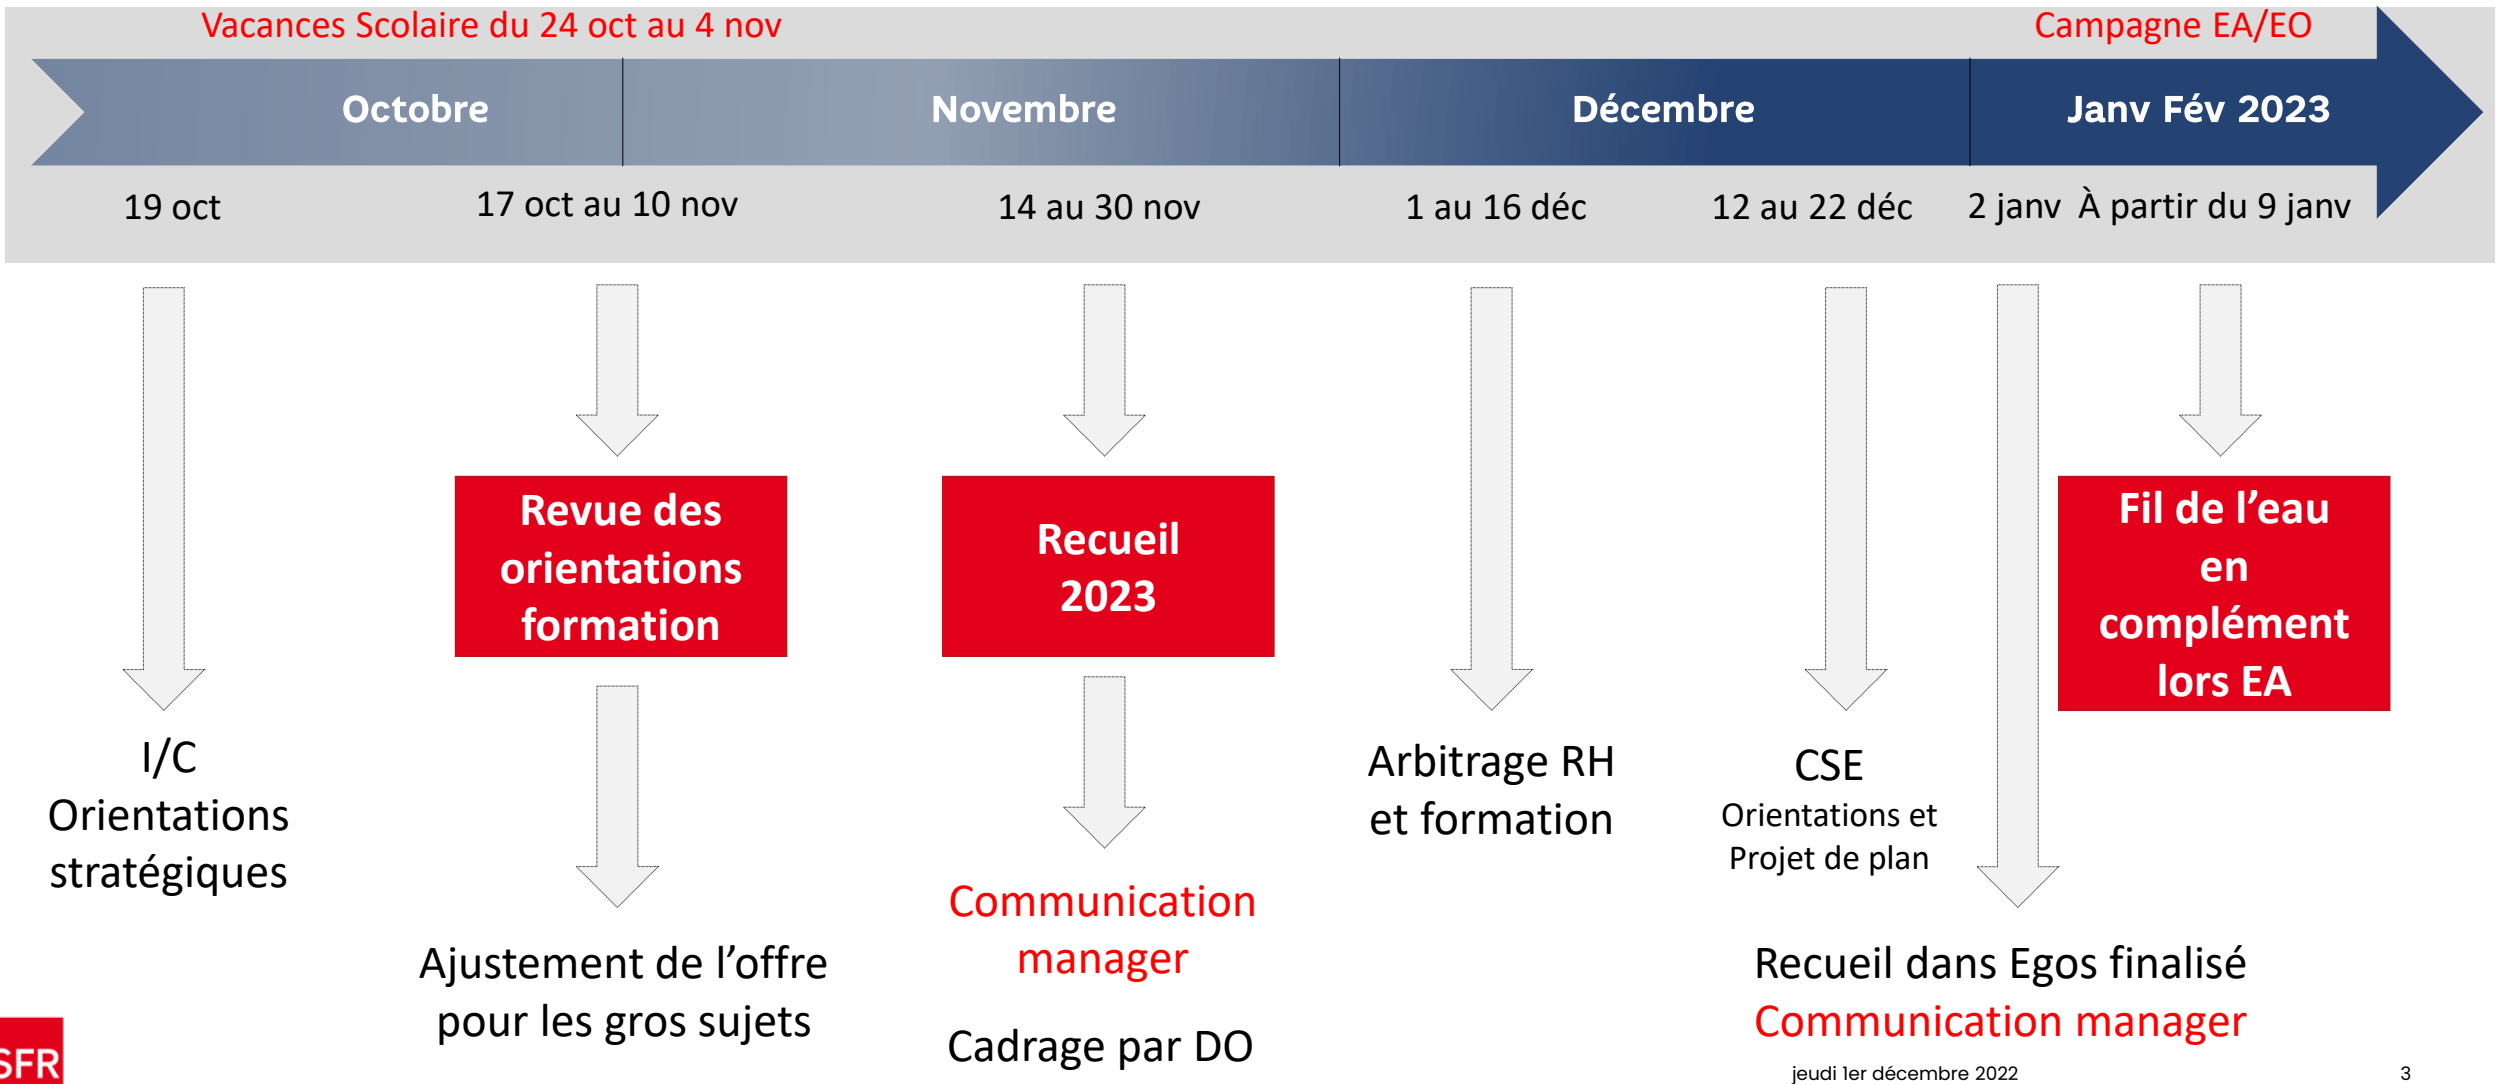 Vacances Scolaire du 24 oct au 4 nov
Campagne EA/EO
Octobre
Novembre
Décembre
Janv Fév 2023
19 oct
17 oct au 10 nov
14 au 30 nov
1 au 16 déc
12 au 22 déc
2 janv
À partir du 9 janv
I/C
Orientations
stratégiques
Revue des
orientations
formation
Ajustement de l’offre
pour les gros sujets
Recueil
2023
Communication
manager
Cadrage par DO
Arbitrage RH
et formation
CSE
Orientations et
Projet de plan
Recueil dans Egos finalisé
Communication manager
Fil de l’eau
en
complément
lors EA
SFR
jeudi 1er décembre 2022
3